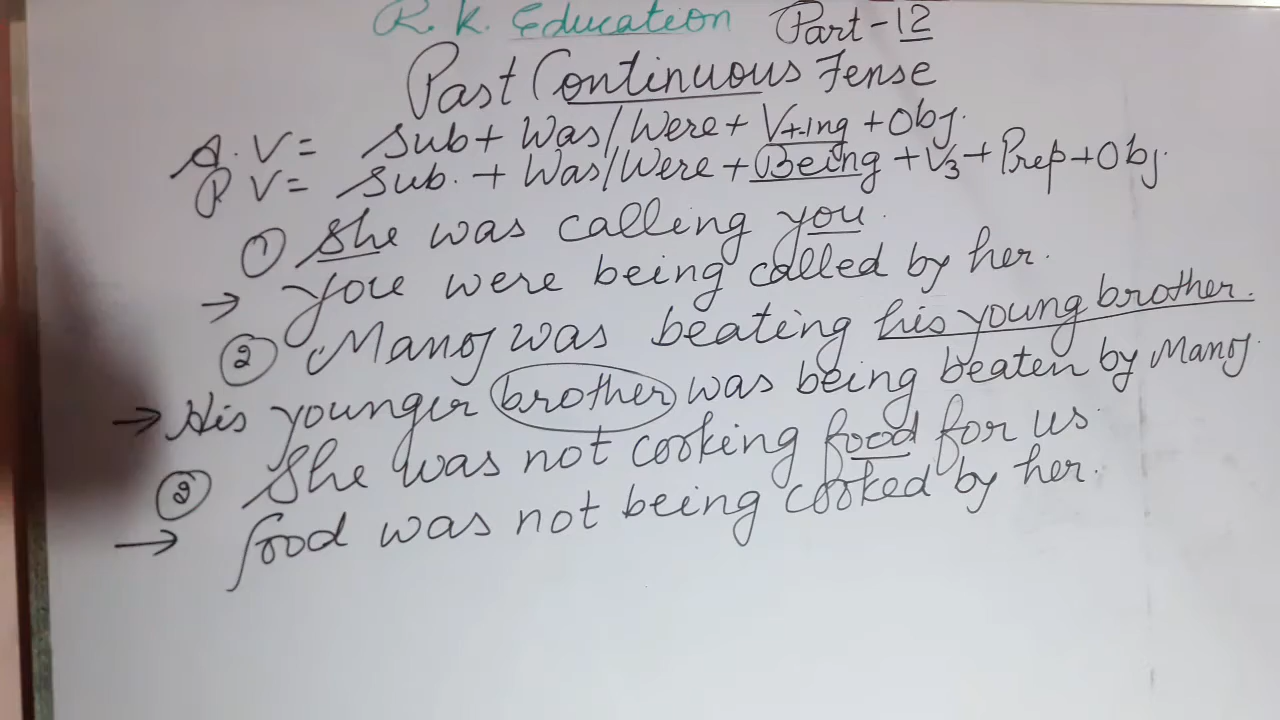 R. K. Education Part-12
Past Continuous Tense
A. V = Sub + Was/Were + V+ing + Obj.
P V = Sub. + Was/Were + Being + V3 + Prep + Obj.
① She was calling you.
→ You were being called by her.
② Manoj was beating his young brother.
→ His younger brother was being beaten by Manoj.
③ She was not cooking food for us.
→ food was not being cooked by her.